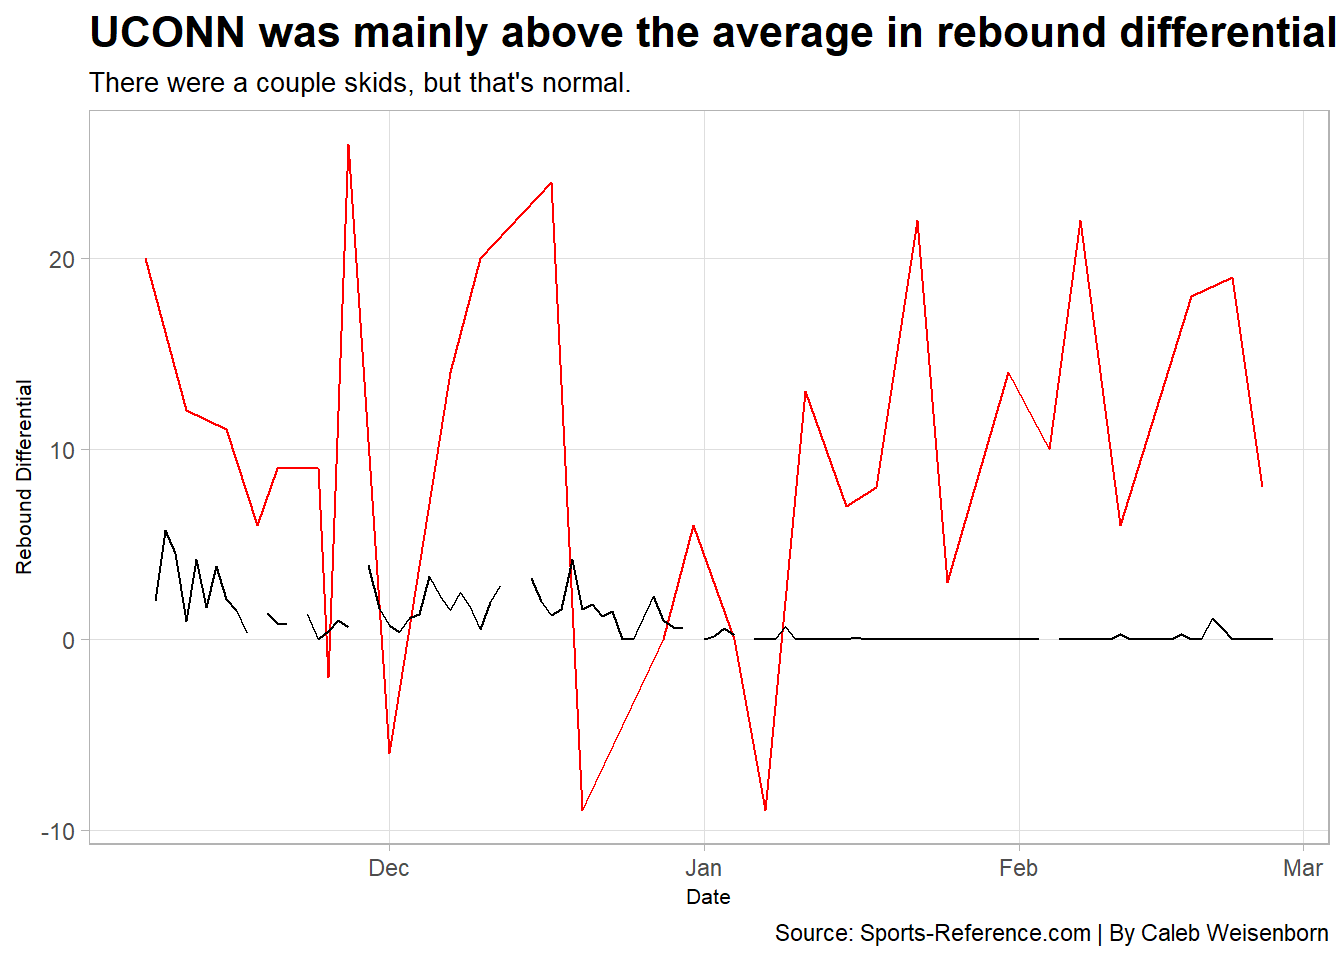 UCONN was mainly above the average in rebound differential
There were a couple skids, but that's normal.
Rebound Differential
20
10
0
-10
Dec
Jan
Feb
Mar
Date
Source: Sports-Reference.com | By Caleb Weisenborn